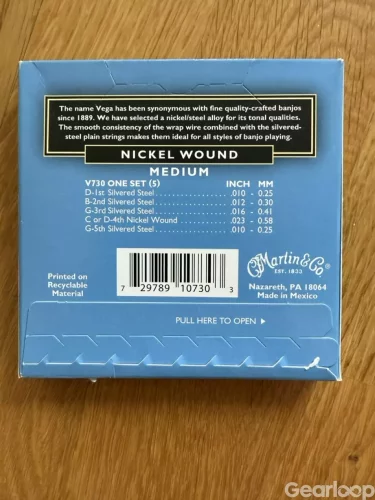 The name Vega has been synonymous with fine quality-crafted banjos
since 1889. We have selected a nickel/steel alloy for its tonal qualities.
The smooth consistency of the wrap wire combined with the silvered-
steel plain strings makes them ideal for all styles of banjo playing.
NICKEL WOUND
MEDIUM
V730 ONE SET (5) INCH MM
D-1st Silvered Steel .010 - 0.25
B-2nd Silvered Steel .012 - 0.30
G-3rd Silvered Steel .016 - 0.41
C or D-4th Nickel Wound .023 - 0.58
G-5th Silvered Steel .010 - 0.25
Printed on
Recyclable
Material
7 29789 10730 3
C.F. Martin & Co
EST. 1833
Nazareth, PA 18064
Made in Mexico
PULL HERE TO OPEN
Gearloop